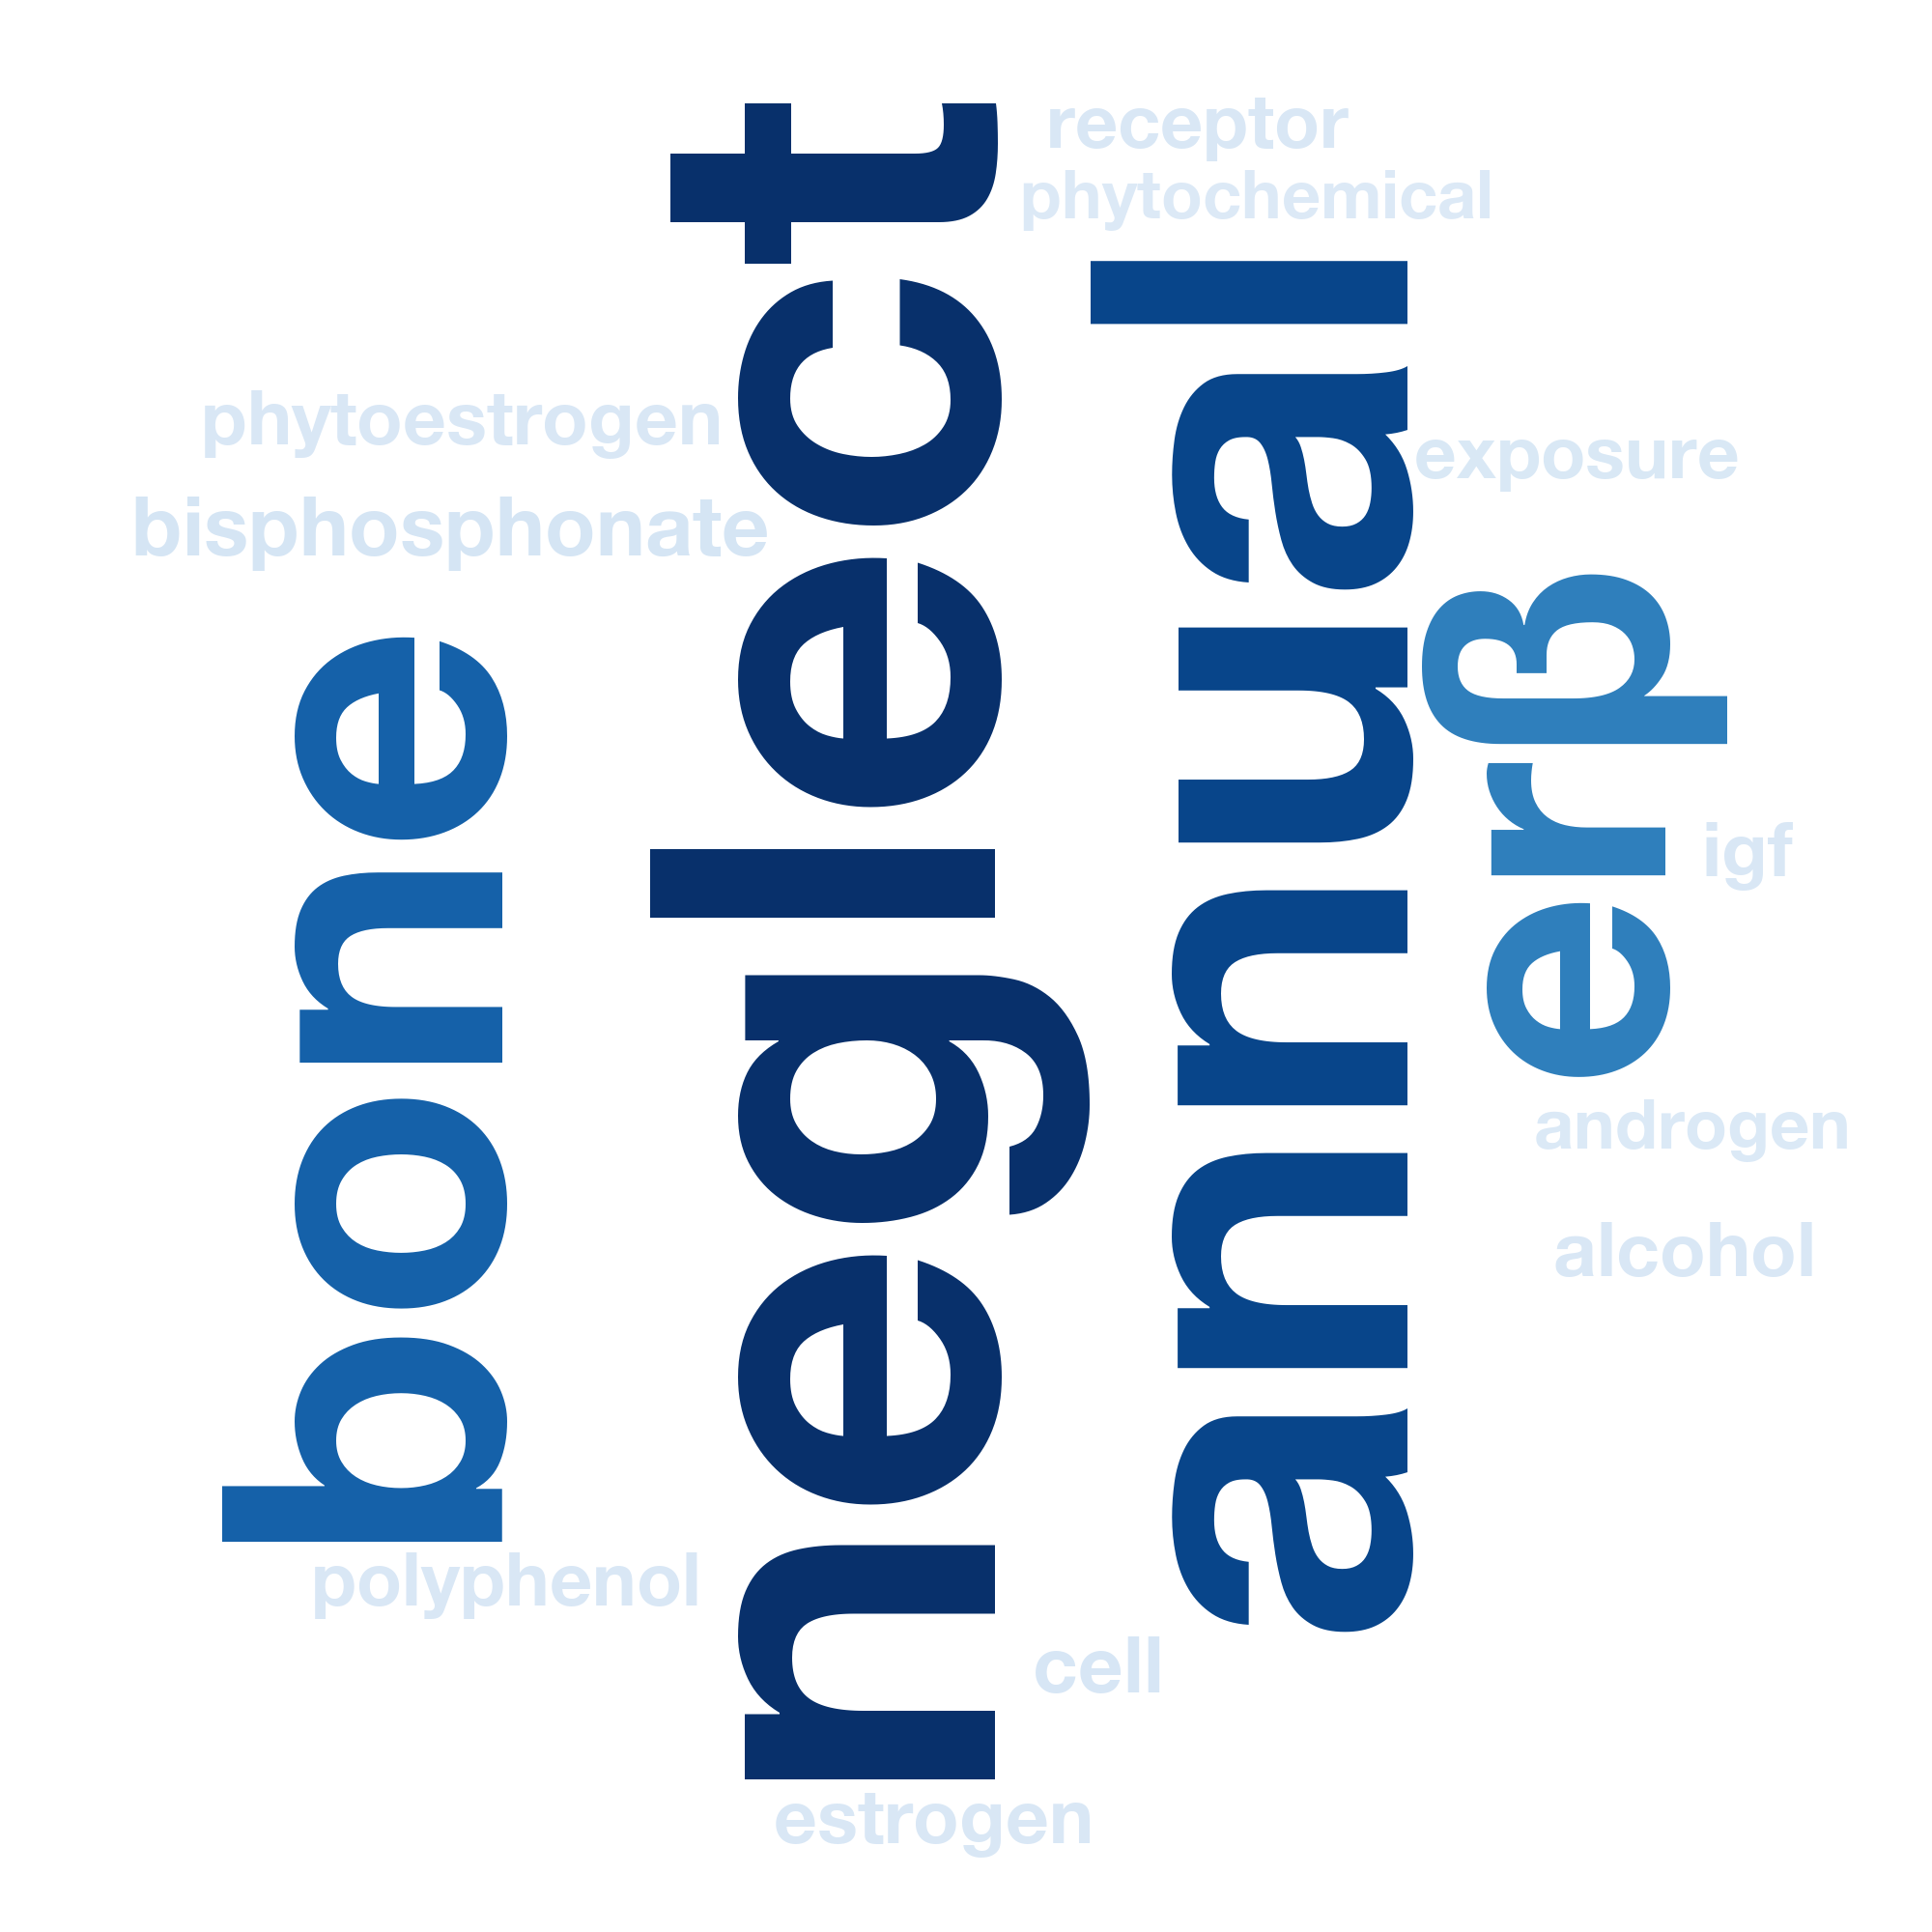 receptor
phytochemical
neglect
annual
phytoestrogen
exposure
bisphosphonate
erβ
bone
igf
androgen
alcohol
polyphenol
cell
estrogen